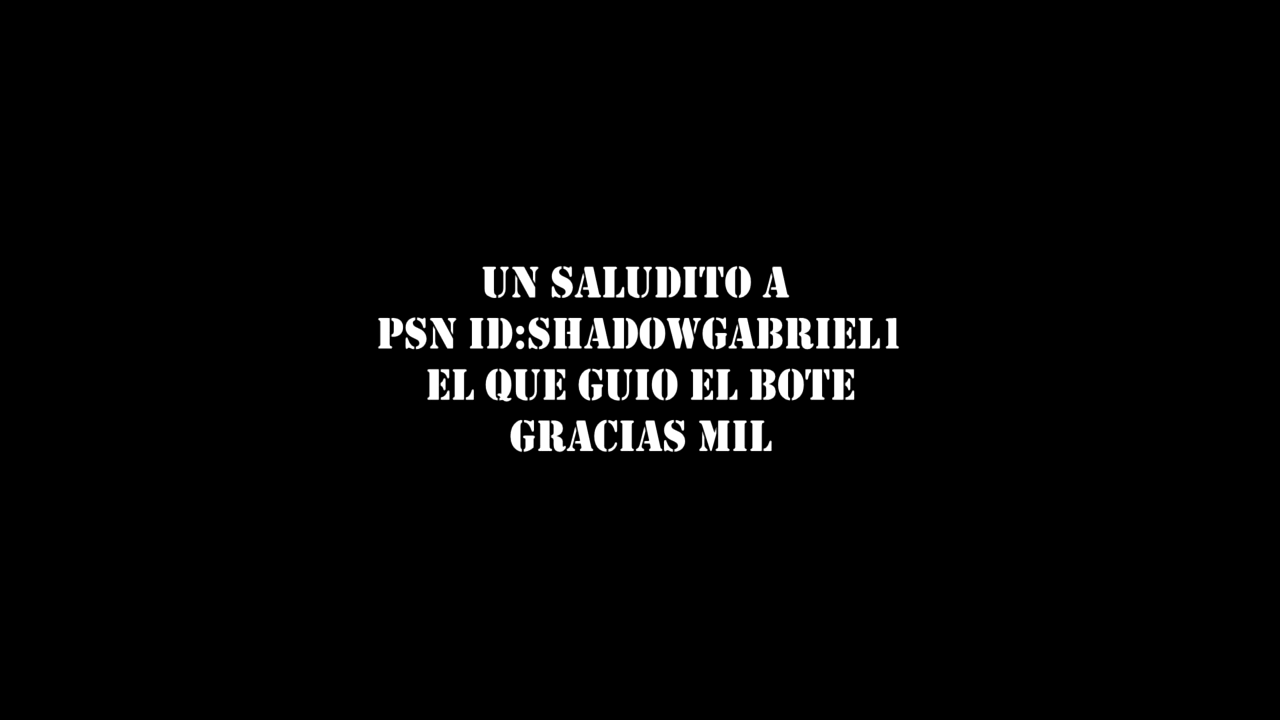 UN SALUDITO A
PSN ID:SHADOWGABRIEL1
EL QUE GUIO EL BOTE
GRACIAS MIL